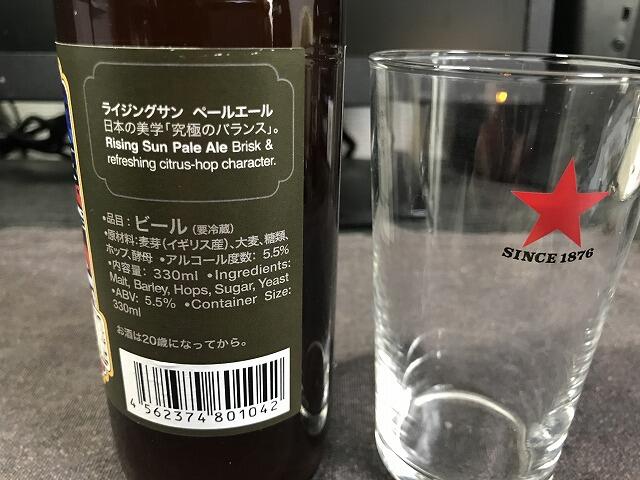 ライジングサン ペールエール
日本の美学「究極のバランス」。
Rising Sun Pale Ale Brisk &
refreshing citrus-hop character.
•品目：ビール（要冷蔵）
•原材料：麦芽（イギリス産）、大麦、糖類、
ホップ、酵母 •アルコール度数：5.5%
•内容量：330ml •Ingredients:
Malt, Barley, Hops, Sugar, Yeast
•ABV: 5.5% •Container Size:
330ml
お酒は20歳になってから。
4 562374 801042
SINCE 1876